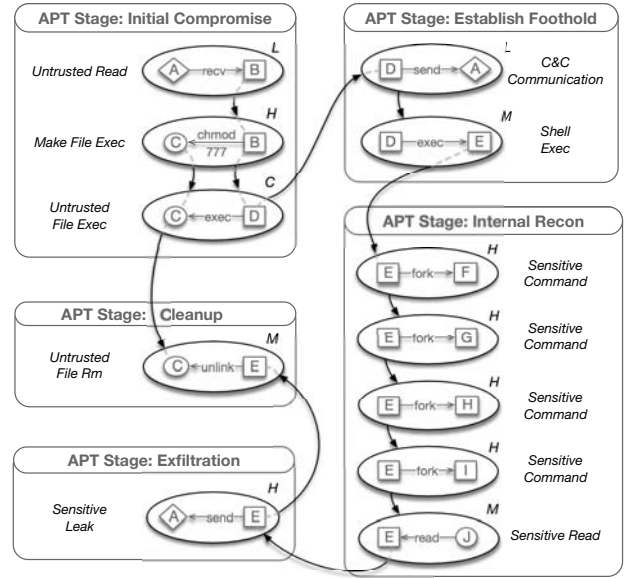 APT Stage: Initial Compromise
L
Untrusted Read
A recv B
H
Make File Exec
C chmod 777 B
C
Untrusted
File Exec
C exec D
APT Stage: Establish Foothold
L
D send A
C&C
Communication
M
D exec E
Shell
Exec
APT Stage: Internal Recon
H
E fork F
Sensitive
Command
H
E fork G
Sensitive
Command
H
E fork H
Sensitive
Command
H
E fork I
Sensitive
Command
M
E read J
Sensitive Read
APT Stage: Cleanup
M
Untrusted
File Rm
C unlink E
APT Stage: Exfiltration
H
Sensitive
Leak
A send E